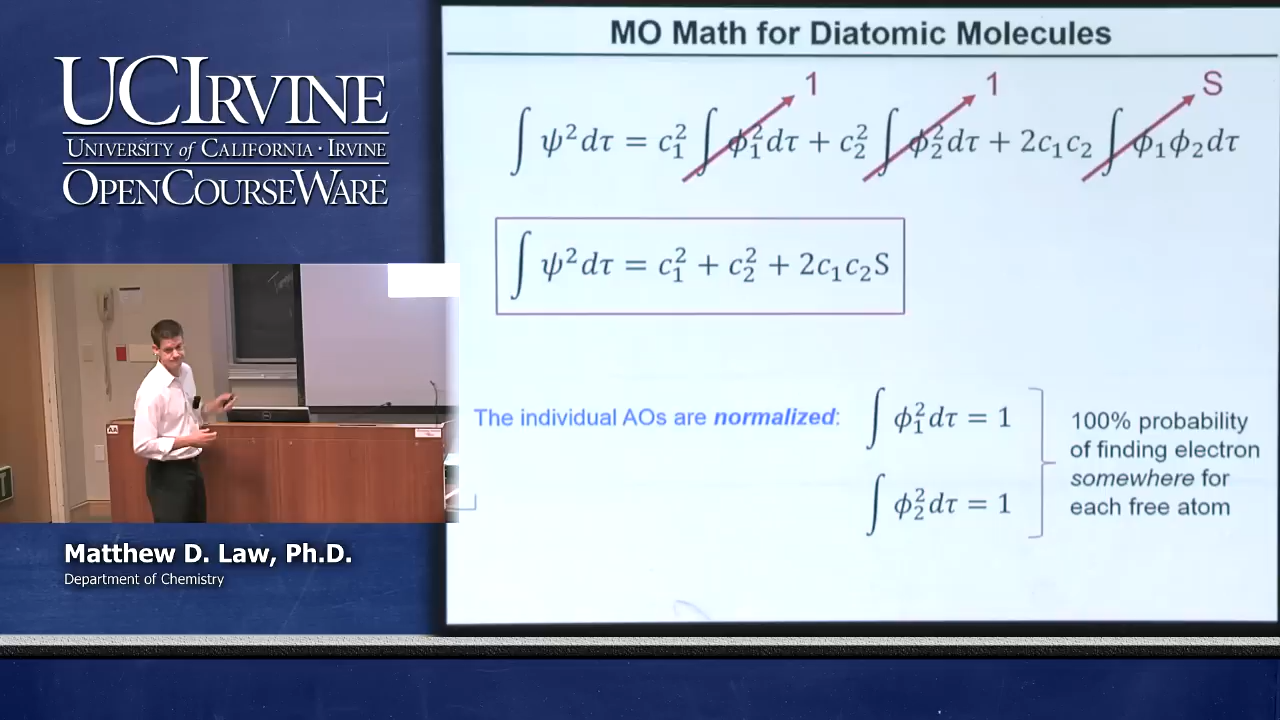 UCIRVINE
UNIVERSITY OF CALIFORNIA · IRVINE
OPENCOURSEWARE
Matthew D. Law, Ph.D.
Department of Chemistry
MO Math for Diatomic Molecules
1 1 S
∫ψ²dτ = c₁²∫ϕ₁²dτ + c₂²∫ϕ₂²dτ + 2c₁c₂∫ϕ₁ϕ₂dτ
∫ψ²dτ = c₁² + c₂² + 2c₁c₂S
The individual AOs are normalized: ∫ϕ₁²dτ = 1
∫ϕ₂²dτ = 1
100% probability
of finding electron
somewhere for
each free atom